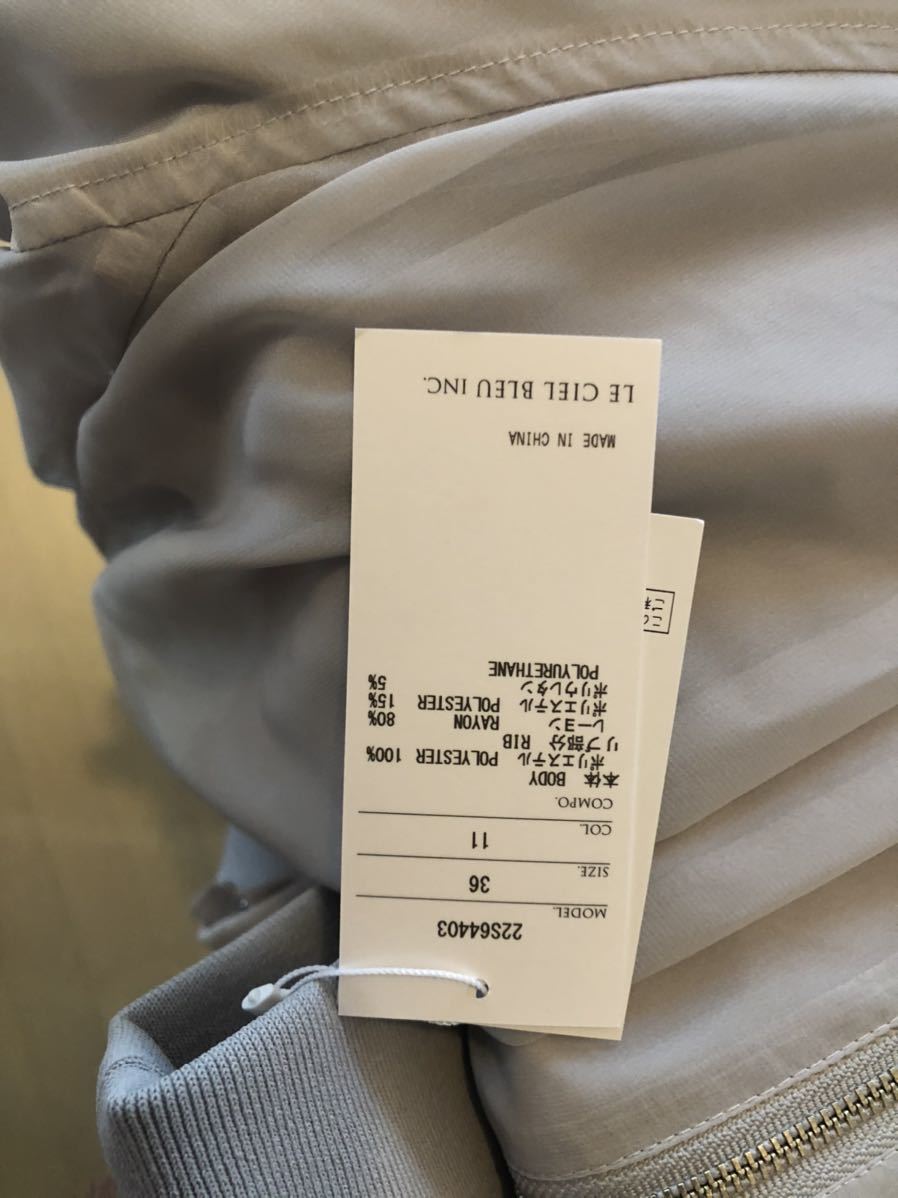 22S64403
MODEL.
36
SIZE.
11
COL.
COMPO.
本体 BODY
ポリエステル POLYESTER 100%
リブ部分 RIB
レーヨン RAYON 80%
ポリエステル POLYESTER 15%
ポリウレタン 5%
POLYURETHANE
MADE IN CHINA
LE CIEL BLEU INC.